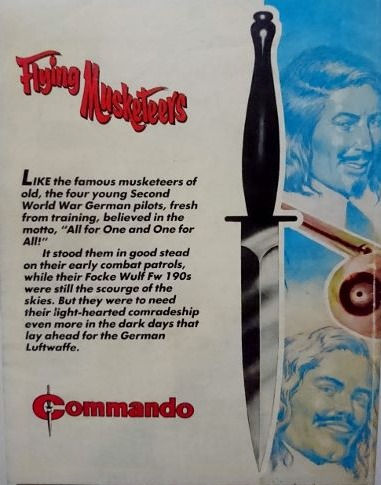 Flying
Musketeers
LIKE the famous musketeers of
old, the four young Second
World War German pilots, fresh
from training, believed in the
motto, "All for One and One for
All!"
It stood them in good stead
on their early combat patrols,
while their Focke Wulf Fw 190s
were still the scourge of the
skies. But they were to need
their light-hearted comradeship
even more in the dark days that
lay ahead for the German
Luftwaffe.
Commando